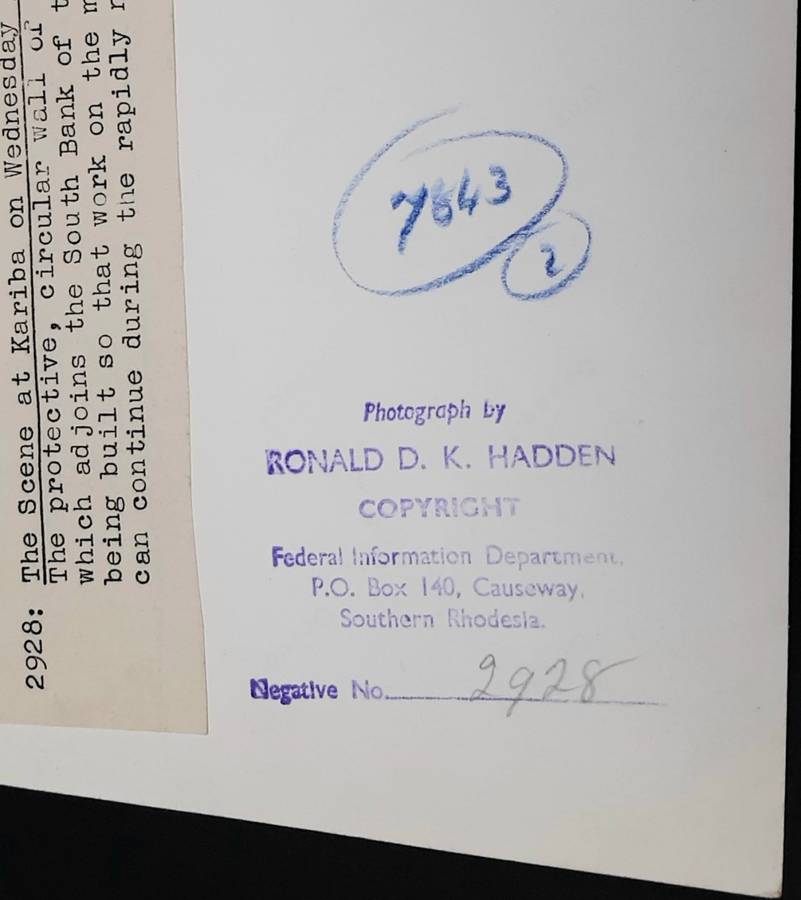 2928: The Scene at Kariba on Wednesday
The protective, circular wall of
which adjoins the South Bank of t
being built so that work on the m
can continue during the rapidly r
7843
2
Photograph by
RONALD D. K. HADDEN
COPYRIGHT
Federal Information Department,
P.O. Box 140, Causeway,
Southern Rhodesia.
Negative No. 2928